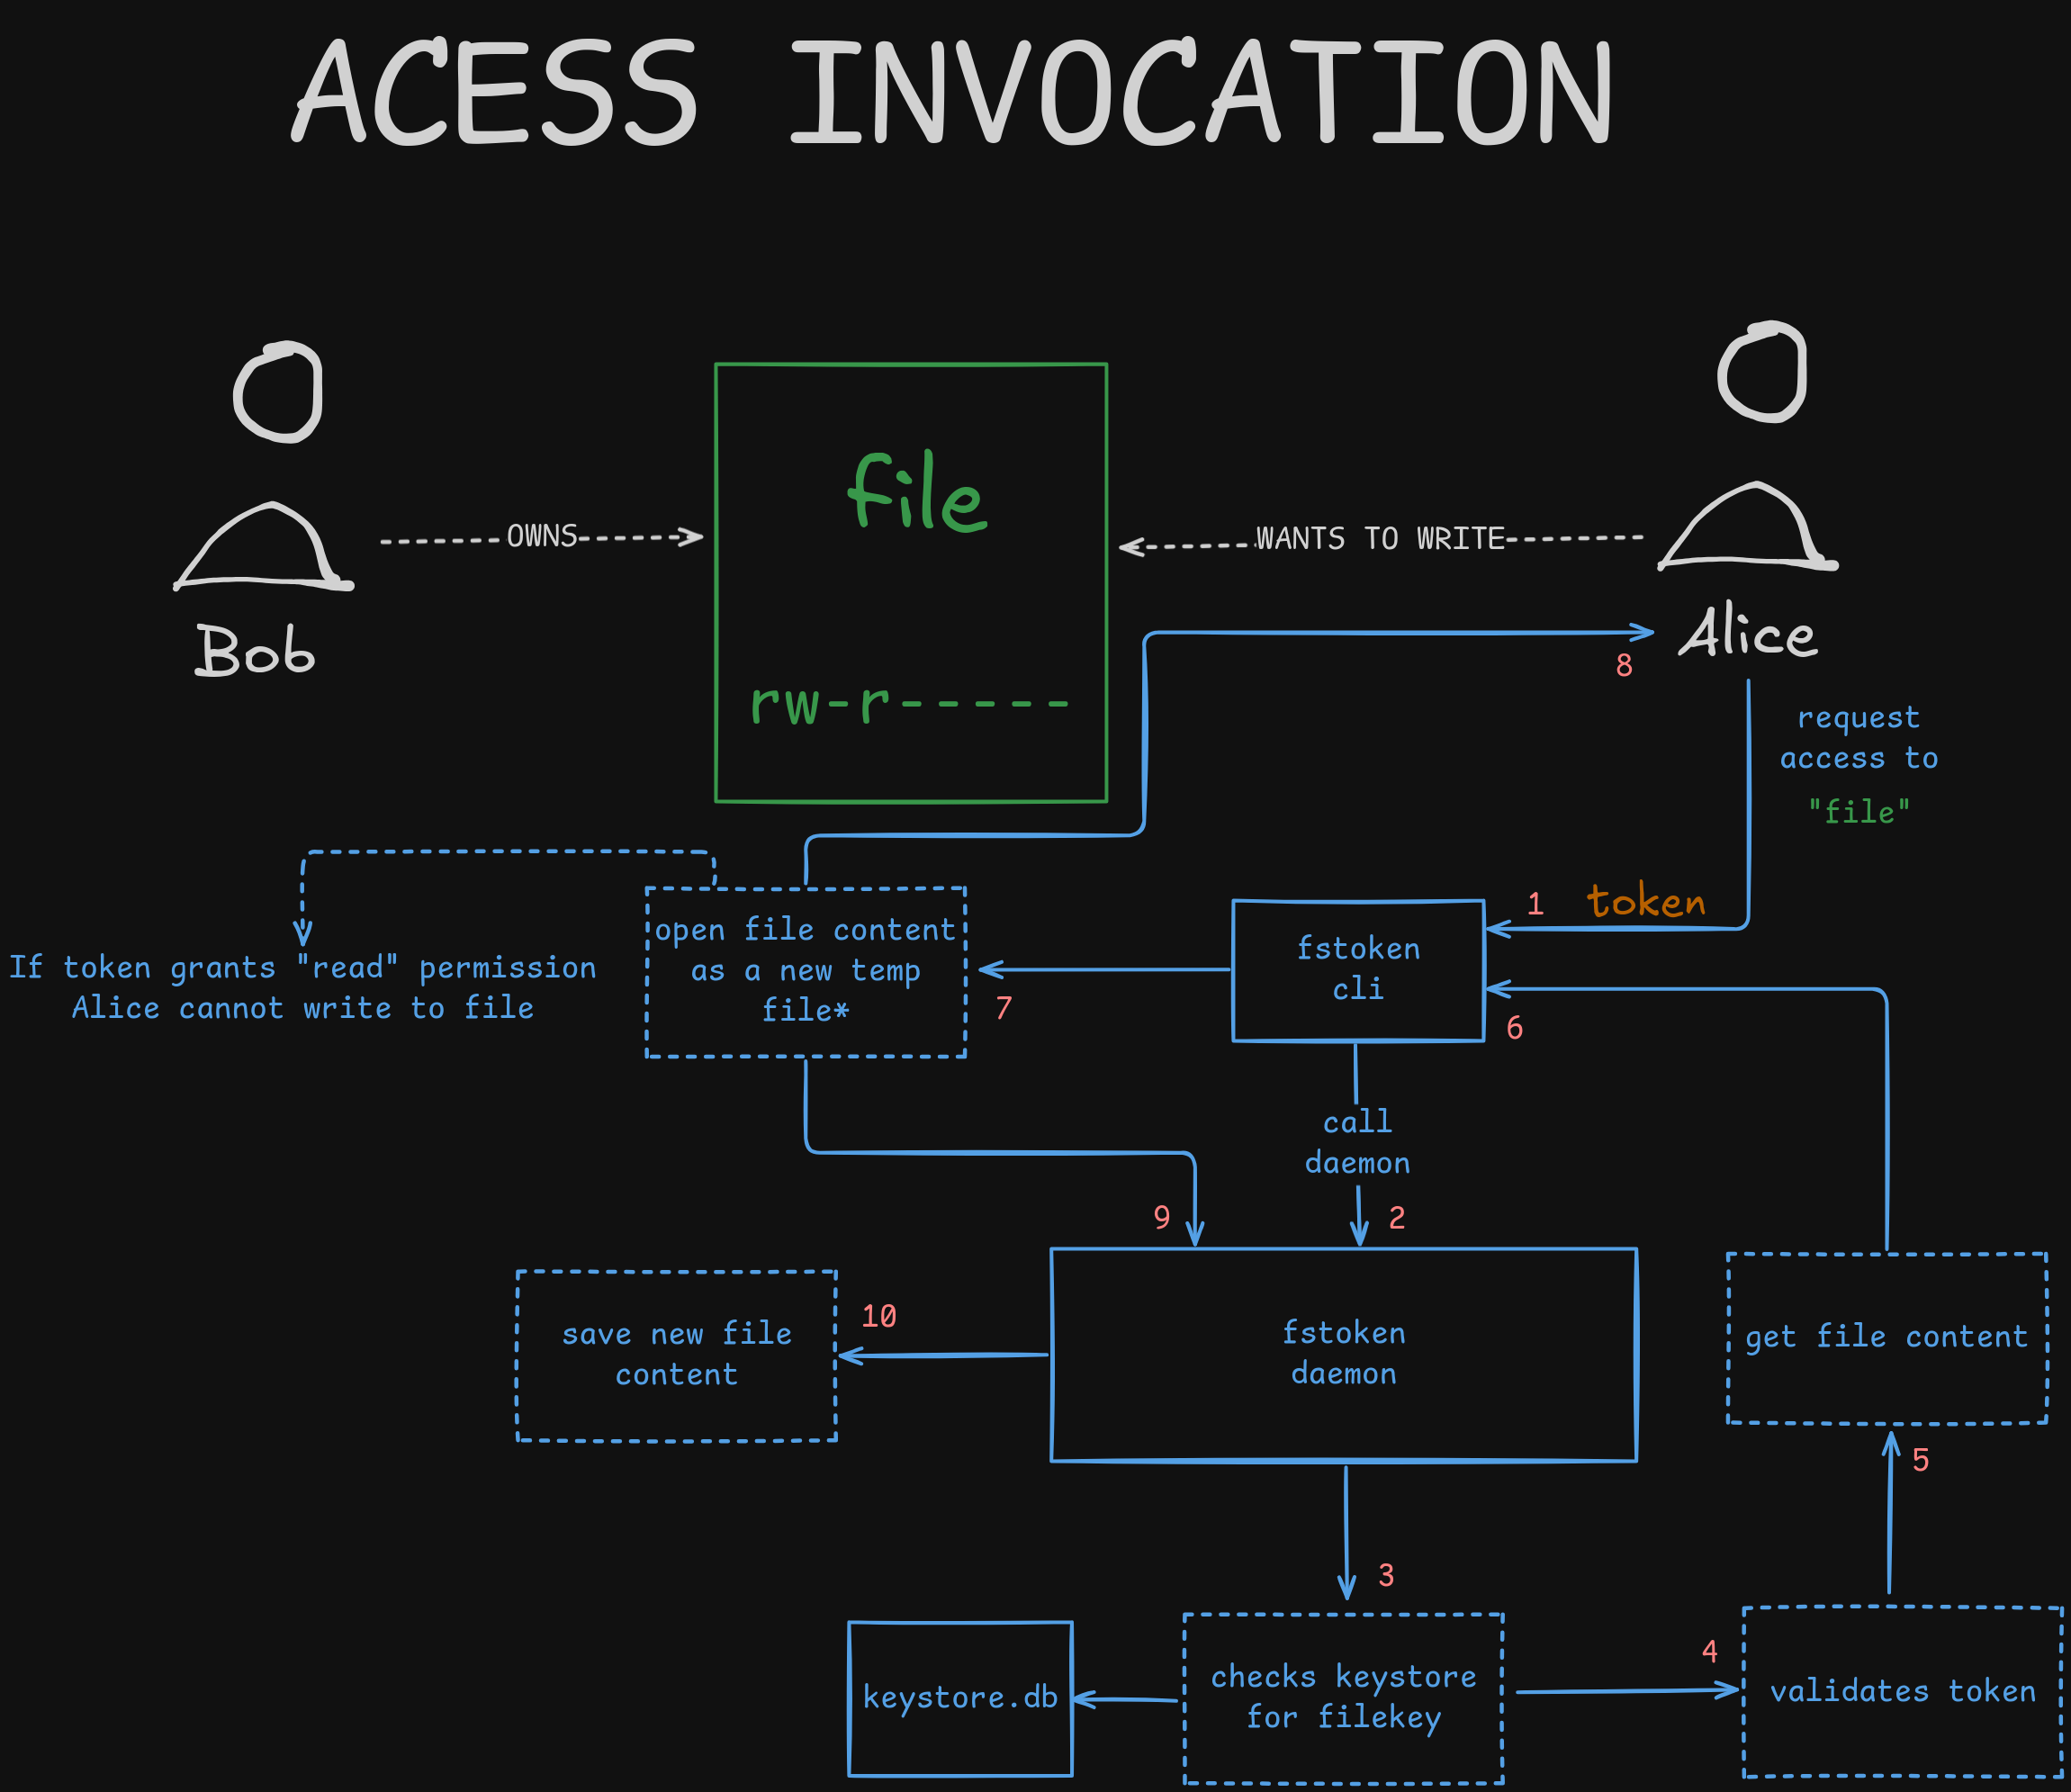 ACESS INVOCATION
file
OWNS
WANTS TO WRITE
Bob
Alice
8
rw-r-----
request
access to
"file"
1
token
open file content
as a new temp
file*
fstoken
cli
If token grants "read" permission
Alice cannot write to file
7
6
call
daemon
9
2
10
save new file
content
fstoken
daemon
get file content
5
3
4
keystore.db
checks keystore
for filekey
validates token